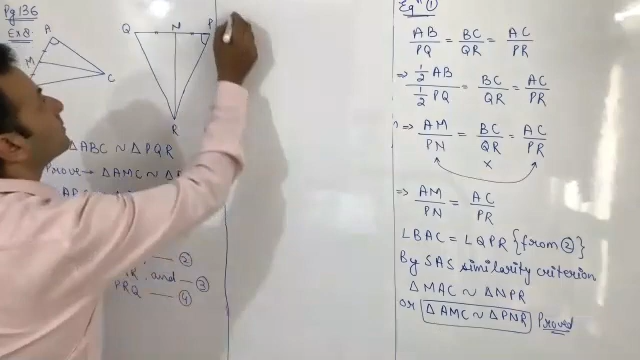 Pg 136
Ex 8.
A
M
C
Q N P
R
ΔABC ~ ΔPQR
Prove → ΔAMC ~ Δ
②
and — ③
PRQ — ④
Eqⁿ ①
AB/PQ = BC/QR = AC/PR
⇒ ½ AB / ½ PQ = BC/QR = AC/PR
⇒ AM/PN = BC/QR = AC/PR
×
⇒ AM/PN = AC/PR
∠BAC = ∠QPR {from ②}
By SAS similarity criterion
ΔMAC ~ ΔNPR
or ΔAMC ~ ΔPNR Proved